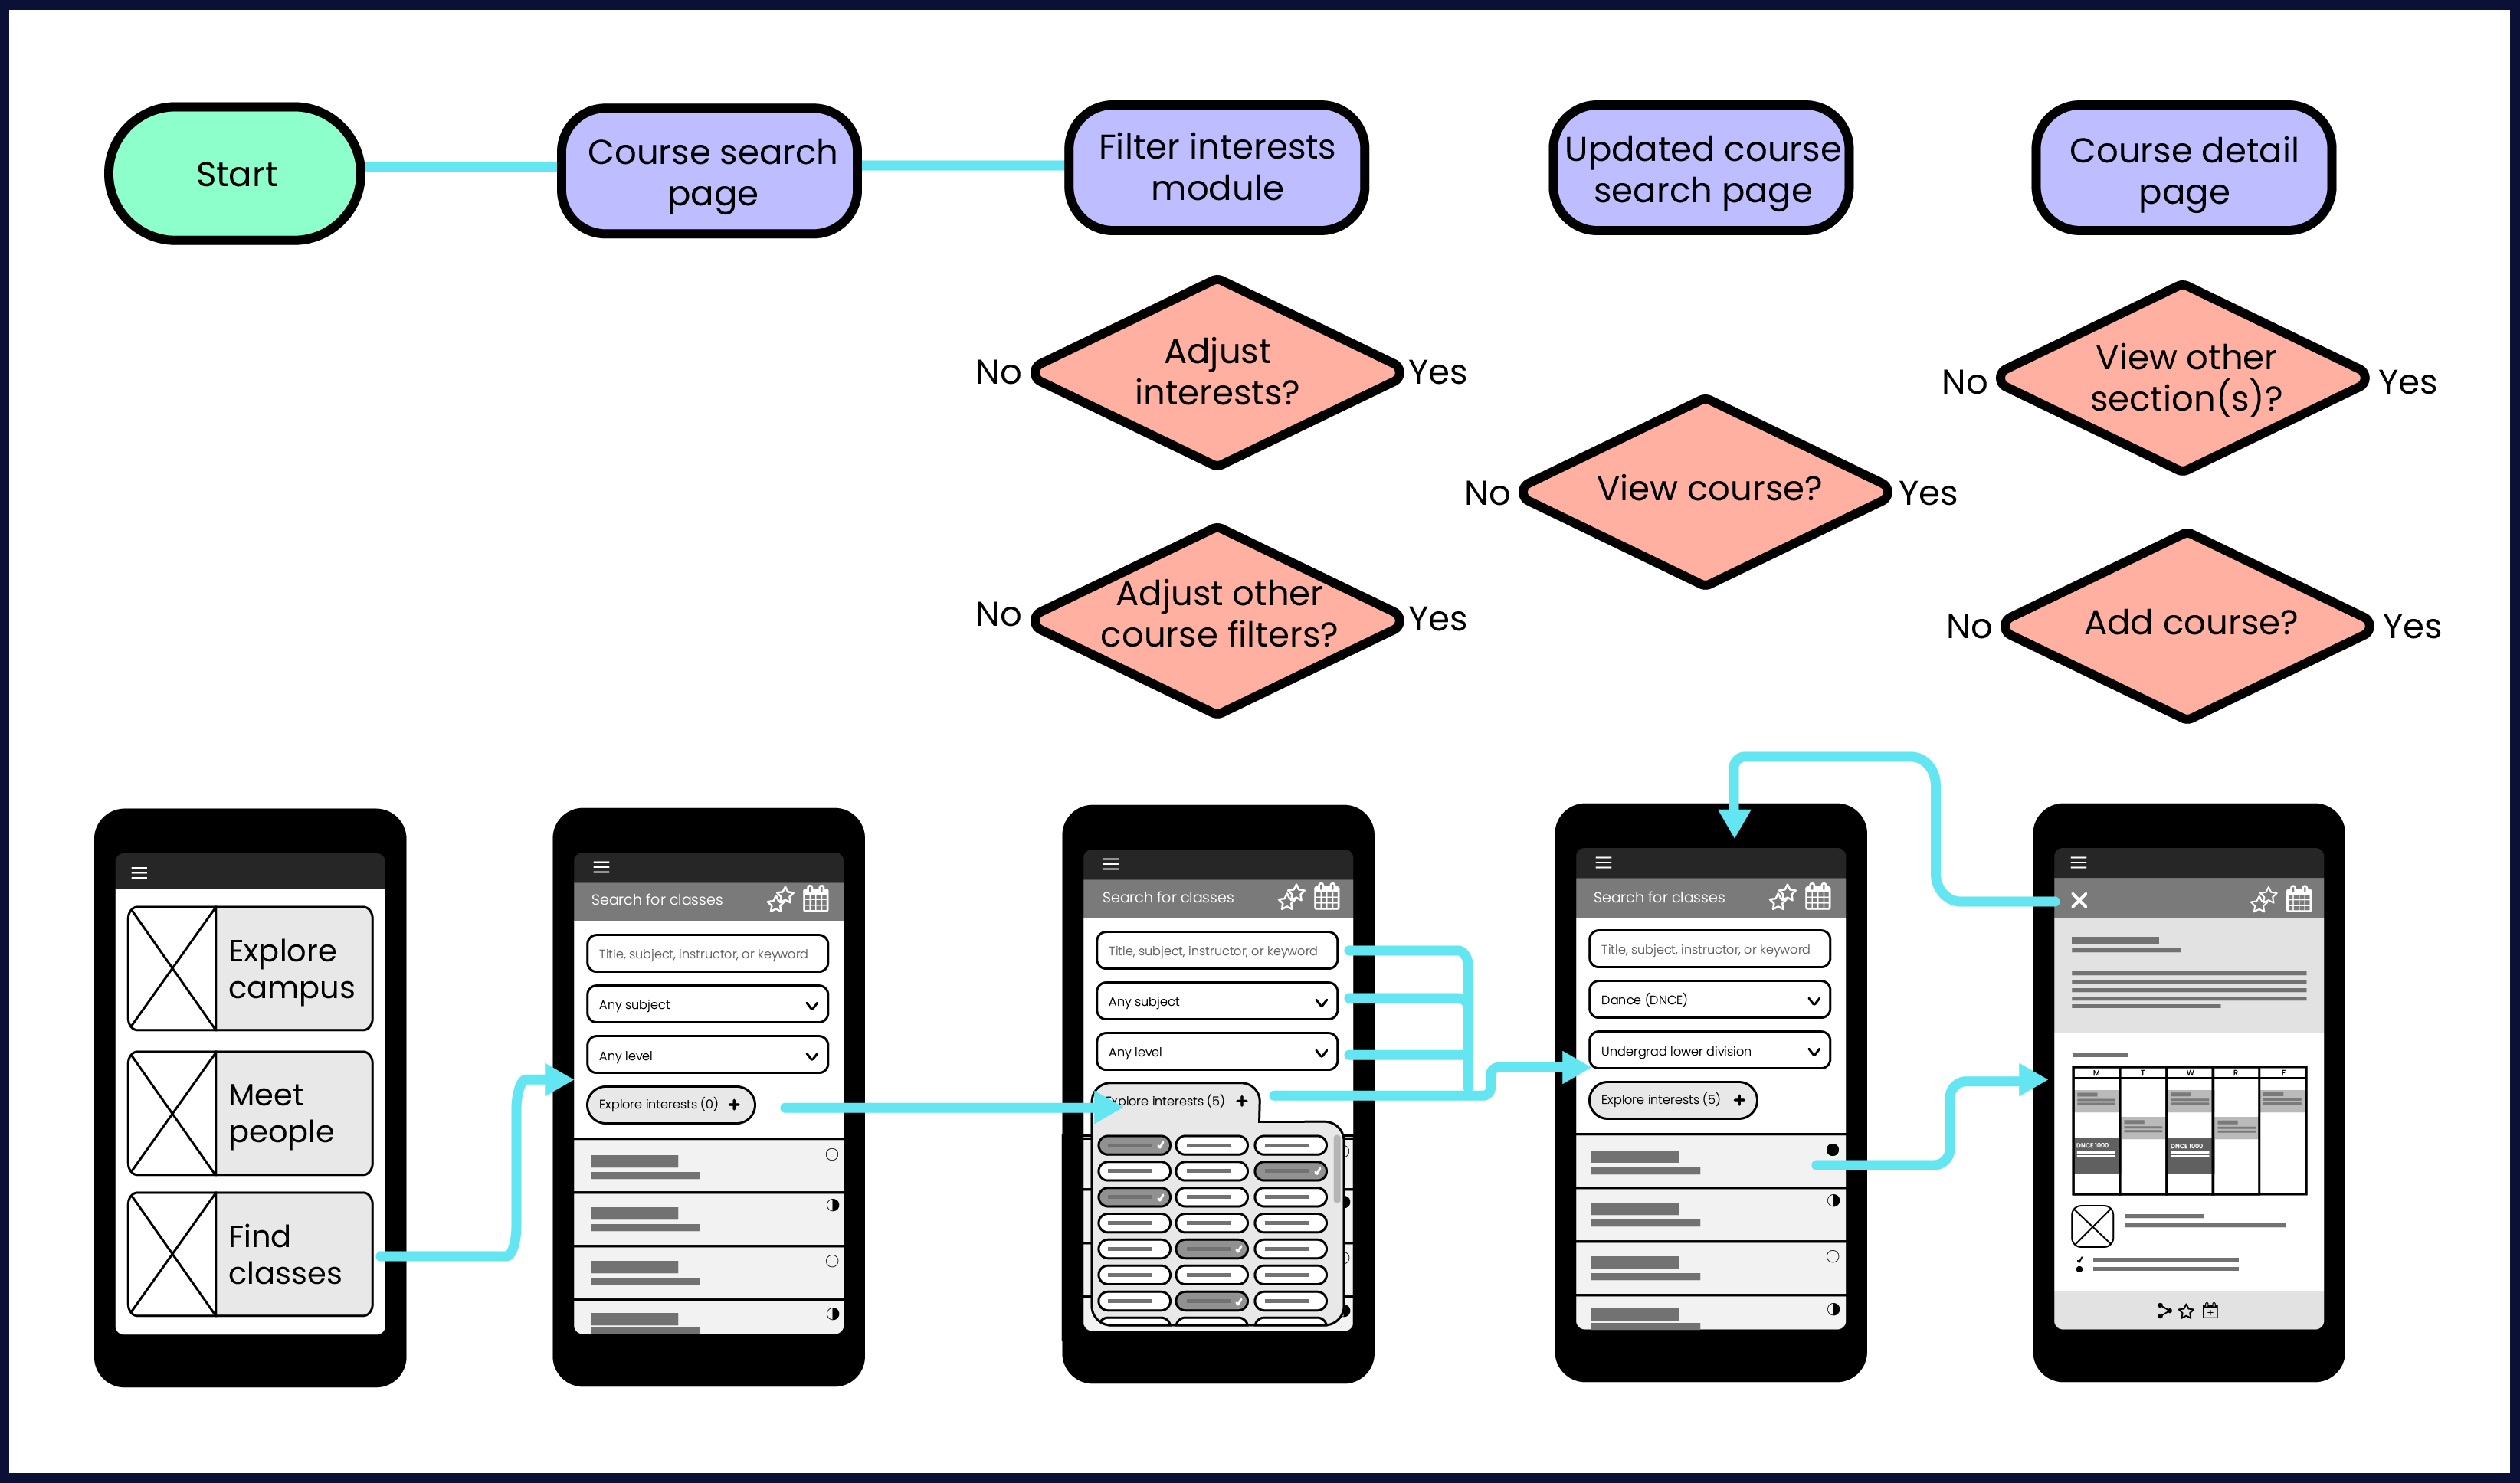 Start
Course search
page
Filter interests
module
Updated course
search page
Course detail
page
No
Adjust
interests?
Yes
No
Adjust other
course filters?
Yes
No
View course?
Yes
No
View other
section(s)?
Yes
No
Add course?
Yes
Explore
campus
Meet
people
Find
classes
Search for classes
Title, subject, instructor, or keyword
Any subject
Any level
Explore interests (0) +
Search for classes
Title, subject, instructor, or keyword
Any subject
Any level
xplore interests (5) +
Search for classes
Title, subject, instructor, or keyword
Dance (DNCE)
Undergrad lower division
Explore interests (5) +
M T W R F
DNCE 1000 DNCE 1000